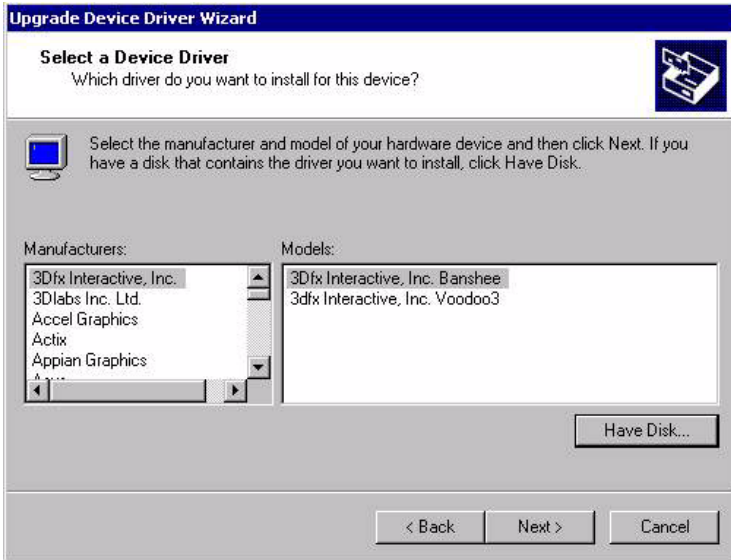 Upgrade Device Driver Wizard
Select a Device Driver
Which driver do you want to install for this device?
Select the manufacturer and model of your hardware device and then click Next. If you
have a disk that contains the driver you want to install, click Have Disk.
Manufacturers:
3Dfx Interactive, Inc.
3Dlabs Inc. Ltd.
Accel Graphics
Actix
Appian Graphics
Models:
3Dfx Interactive, Inc. Banshee
3dfx Interactive, Inc. Voodoo3
Have Disk...
< Back
Next >
Cancel